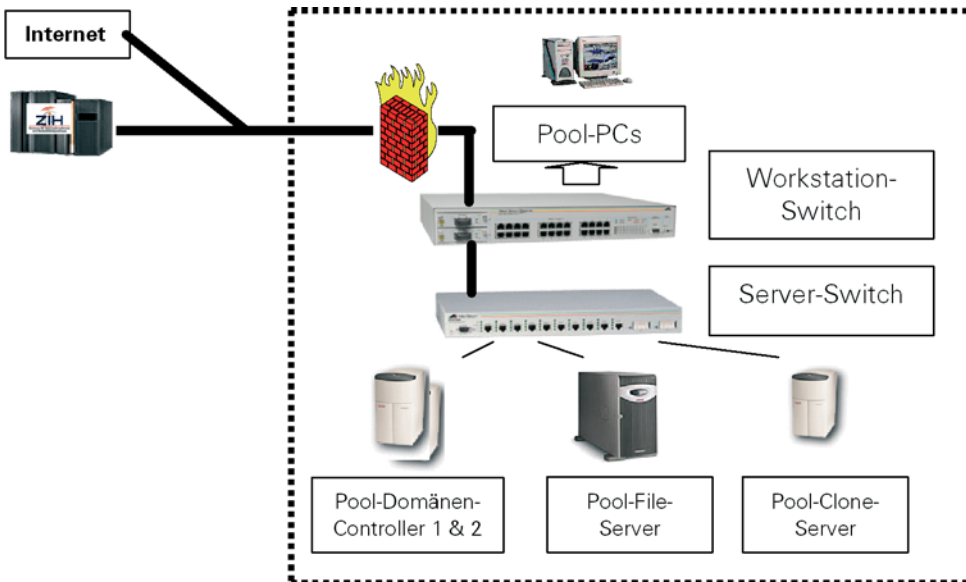 Internet
ZIH
Pool-PCs
Workstation-
Switch
Server-Switch
Pool-Domänen-
Controller 1 & 2
Pool-File-
Server
Pool-Clone-
Server